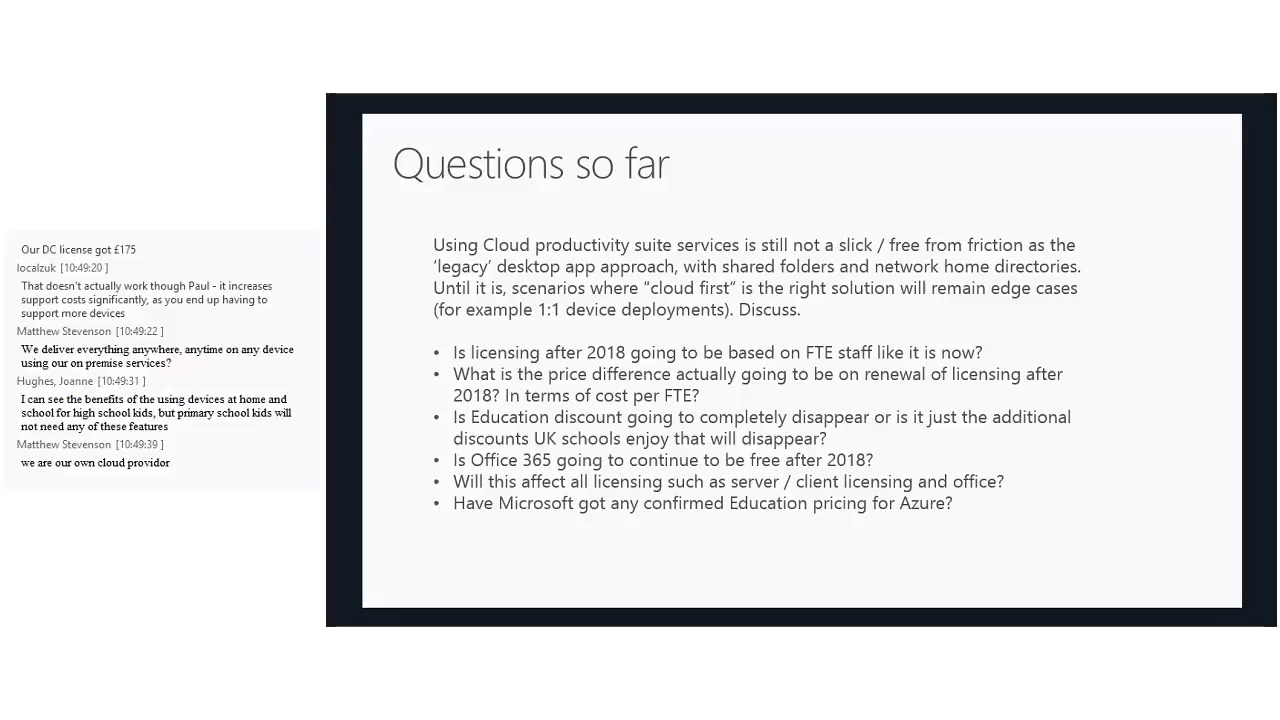 Our DC license got £175
localzuk [10:49:20 ]
That doesn't actually work though Paul - it increases
support costs significantly, as you end up having to
support more devices
Matthew Stevenson [10:49:22 ]
We deliver everything anywhere, anytime on any device
using our on premise services?
Hughes, Joanne [10:49:31 ]
I can see the benefits of the using devices at home and
school for high school kids, but primary school kids will
not need any of these features
Matthew Stevenson [10:49:39 ]
we are our own cloud providor
Questions so far
Using Cloud productivity suite services is still not a slick / free from friction as the
‘legacy’ desktop app approach, with shared folders and network home directories.
Until it is, scenarios where "cloud first” is the right solution will remain edge cases
(for example 1:1 device deployments). Discuss.
• Is licensing after 2018 going to be based on FTE staff like it is now?
• What is the price difference actually going to be on renewal of licensing after
2018? In terms of cost per FTE?
• Is Education discount going to completely disappear or is it just the additional
discounts UK schools enjoy that will disappear?
• Is Office 365 going to continue to be free after 2018?
• Will this affect all licensing such as server / client licensing and office?
• Have Microsoft got any confirmed Education pricing for Azure?